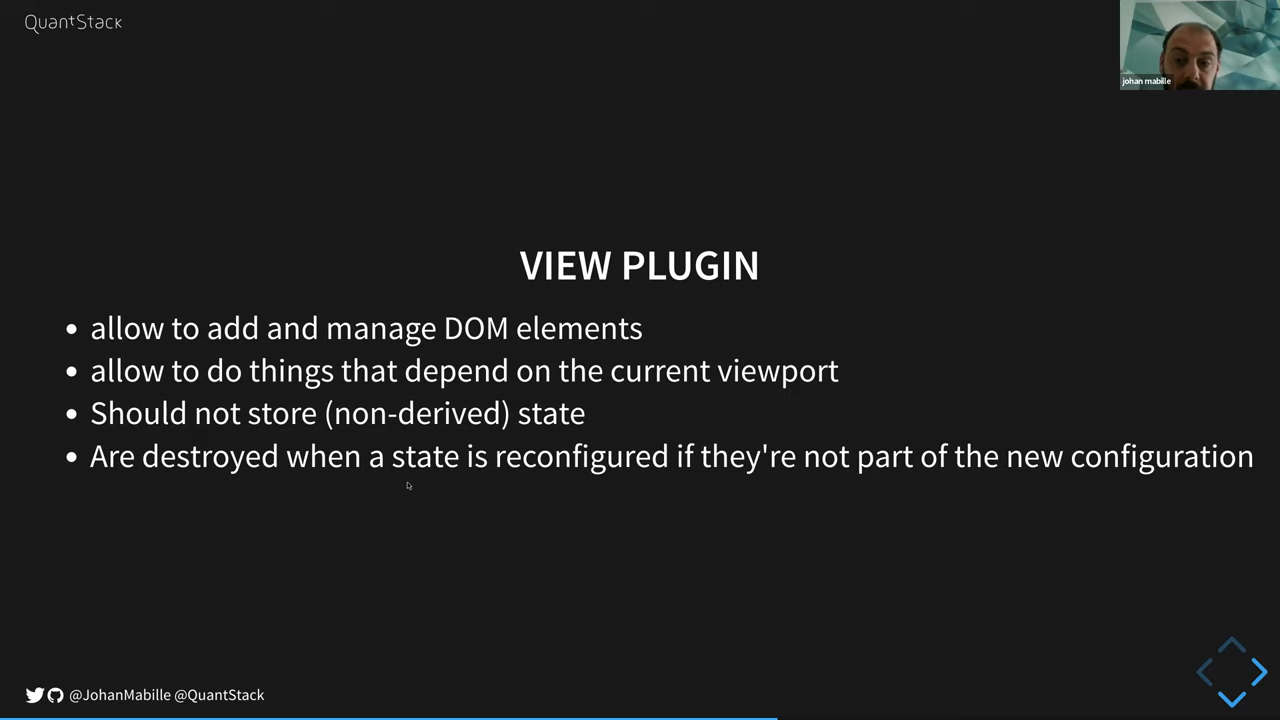 QuantStack
johan mabille
VIEW PLUGIN
• allow to add and manage DOM elements
• allow to do things that depend on the current viewport
• Should not store (non-derived) state
• Are destroyed when a state is reconfigured if they're not part of the new configuration
@JohanMabille @QuantStack